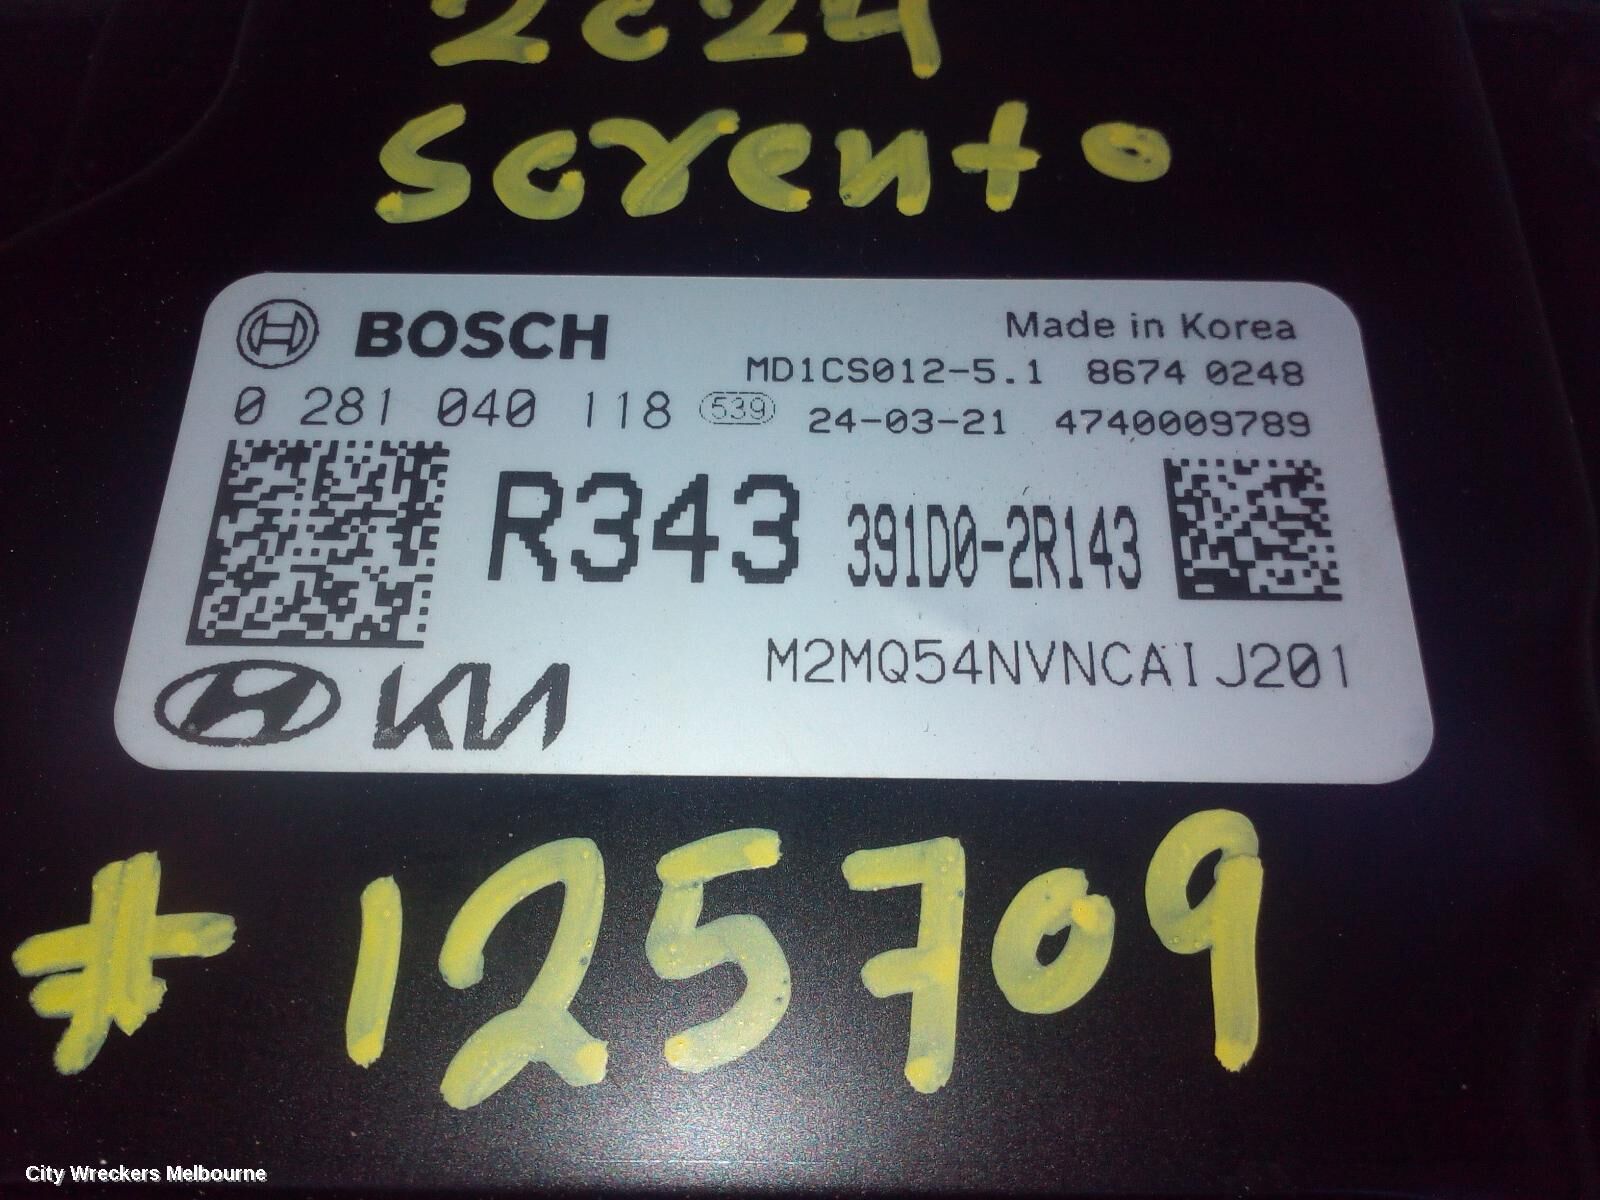 2024
Sorento
BOSCH
Made in Korea
MD1CS012-5.1 8674 0248
0 281 040 118 539 24-03-21 4740009789
R343 391D0-2R143
M2MQ54NVNCAIJ201
KIA
# 125709
City Wreckers Melbourne